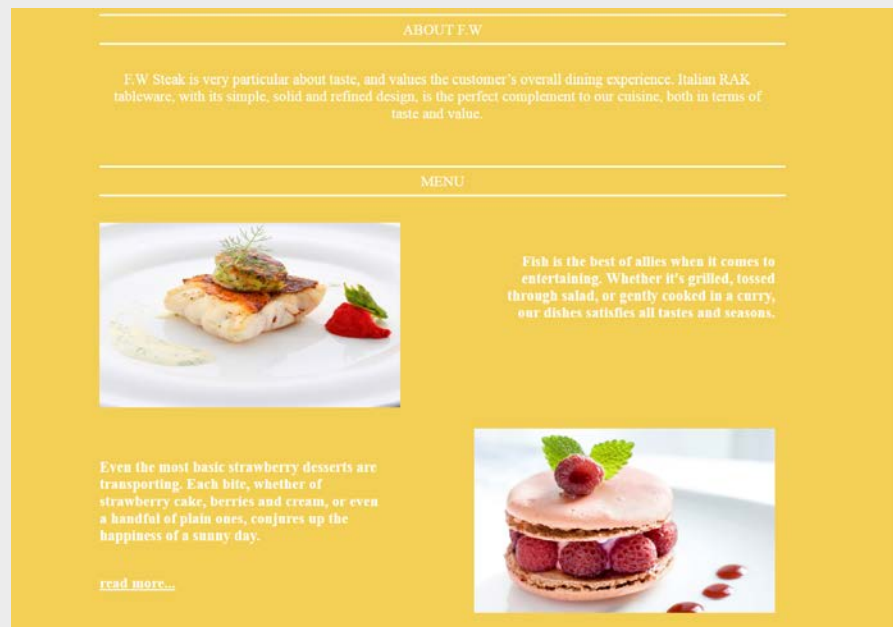 ABOUT F.W
F.W Steak is very particular about taste, and values the customer's overall dining experience. Italian RAK
tableware, with its simple, solid and refined design, is the perfect complement to our cuisine, both in terms of
taste and value.
MENU
Fish is the best of allies when it comes to
entertaining. Whether it's grilled, tossed
through salad, or gently cooked in a curry,
our dishes satisfies all tastes and seasons.
Even the most basic strawberry desserts are
transporting. Each bite, whether of
strawberry cake, berries and cream, or even
a handful of plain ones, conjures up the
happiness of a sunny day.
read more...